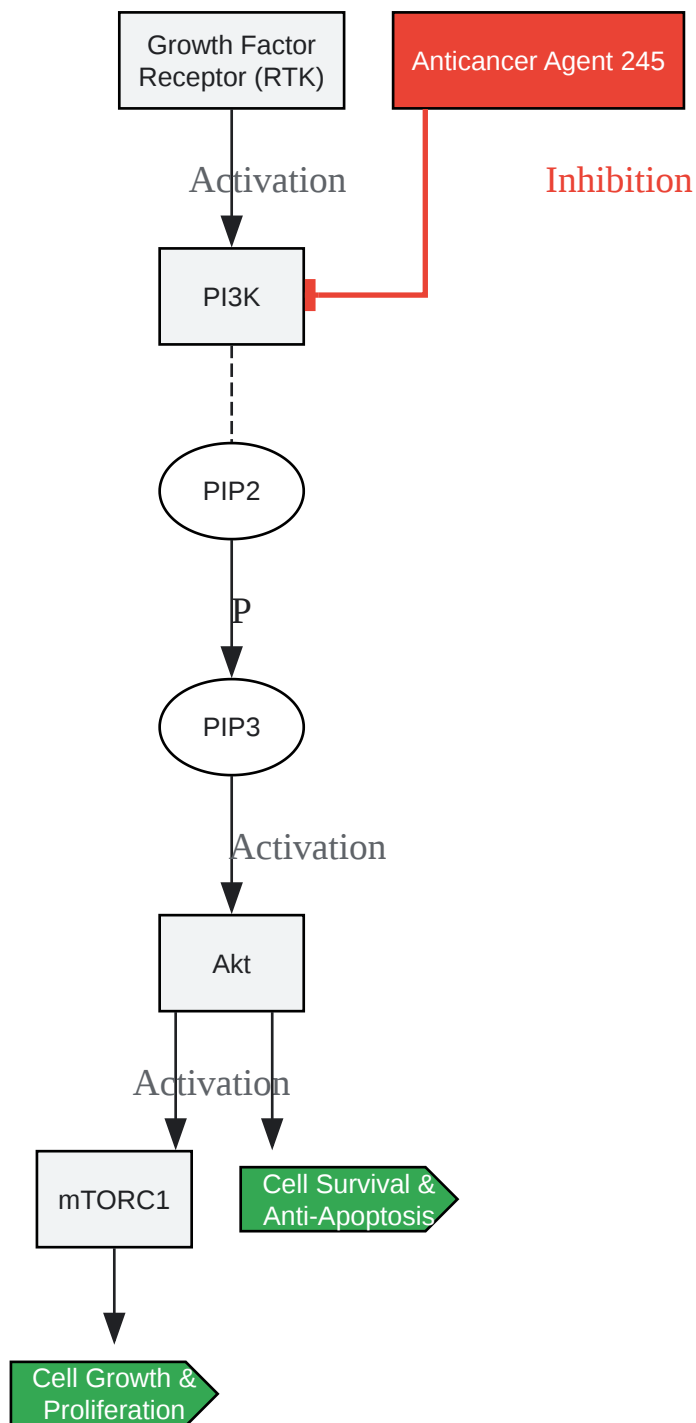 Growth Factor
Receptor (RTK)
Anticancer Agent 245
Activation
Inhibition
PI3K
PIP2
P
PIP3
Activation
Akt
Activation
mTORC1
Cell Survival &
Anti-Apoptosis
Cell Growth &
Proliferation